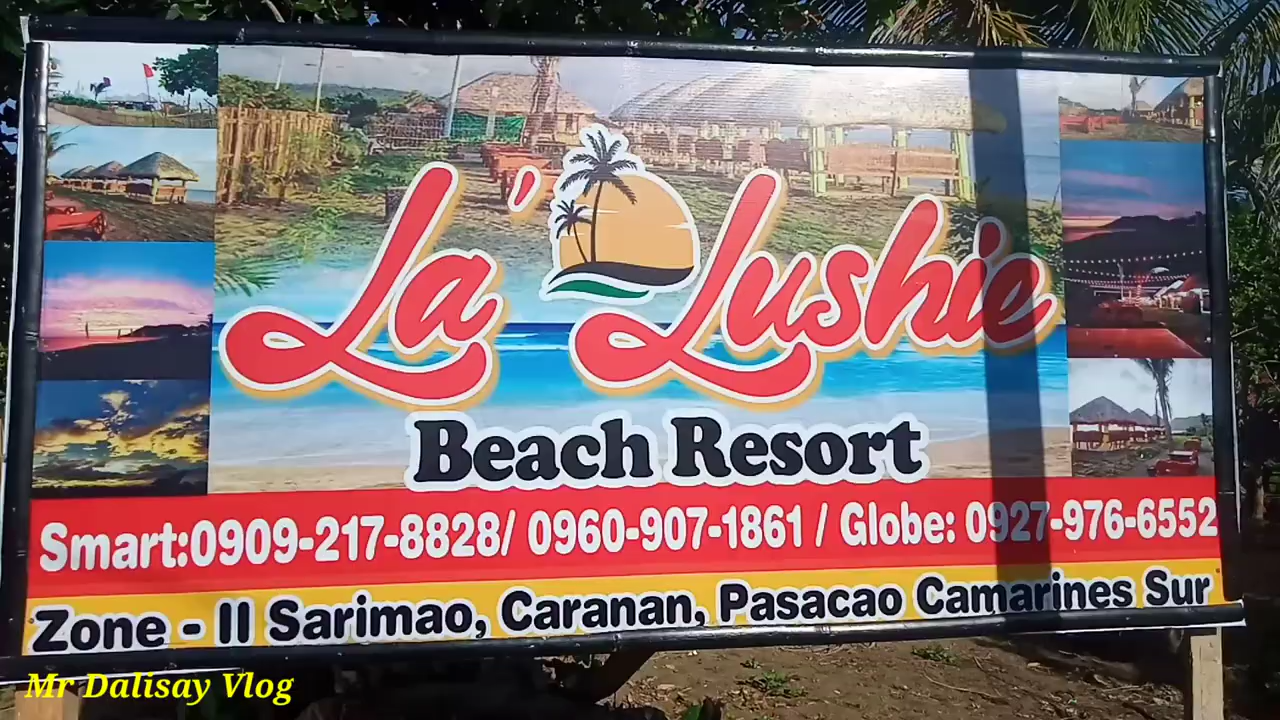 La' Lushie
Beach Resort
Smart:0909-217-8828/ 0960-907-1861 / Globe: 0927-976-6552
Zone - II Sarimao, Caranan, Pasacao Camarines Sur
Mr Dalisay Vlog